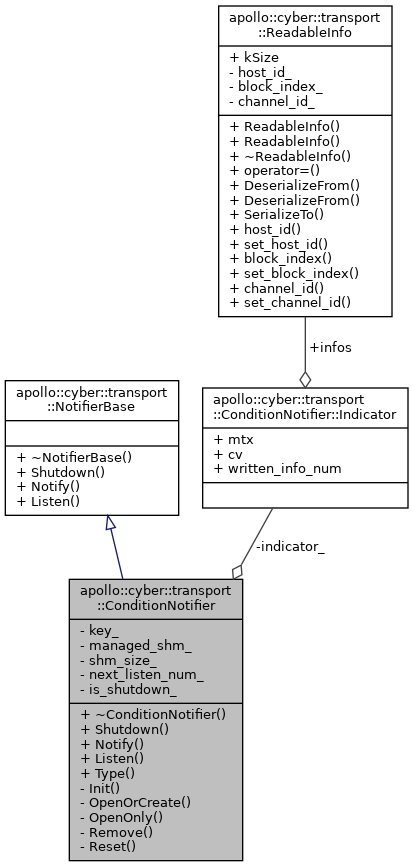 apollo::cyber::transport
::ReadableInfo
+ kSize
- host_id_
- block_index_
- channel_id_
+ ReadableInfo()
+ ReadableInfo()
+ ~ReadableInfo()
+ operator=()
+ DeserializeFrom()
+ DeserializeFrom()
+ SerializeTo()
+ host_id()
+ set_host_id()
+ block_index()
+ set_block_index()
+ channel_id()
+ set_channel_id()
+infos
apollo::cyber::transport
::NotifierBase
+ ~NotifierBase()
+ Shutdown()
+ Notify()
+ Listen()
apollo::cyber::transport
::ConditionNotifier::Indicator
+ mtx
+ cv
+ written_info_num
-indicator_
apollo::cyber::transport
::ConditionNotifier
- key_
- managed_shm_
- shm_size_
- next_listen_num_
- is_shutdown_
+ ~ConditionNotifier()
+ Shutdown()
+ Notify()
+ Listen()
+ Type()
- Init()
- OpenOrCreate()
- OpenOnly()
- Remove()
- Reset()